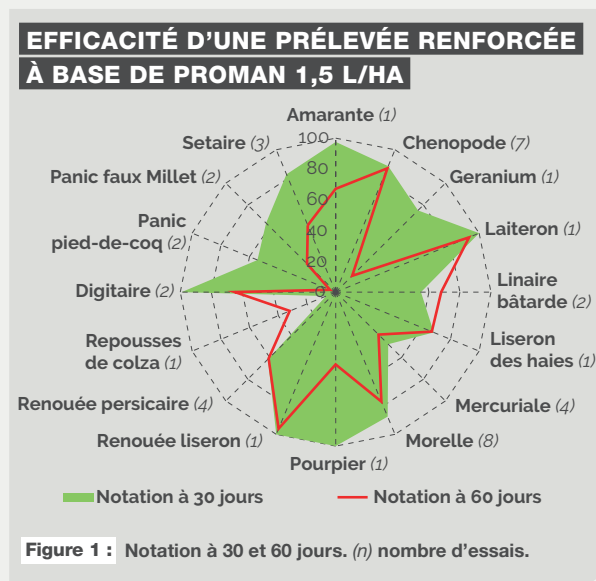 EFFICACITÉ D'UNE PRÉLEVÉE RENFORCÉE
À BASE DE PROMAN 1,5 L/HA
Amarante (1)
Setaire (3)
100
Chenopode (7)
Panic faux Millet (2)
80
Geranium (1)
Panic
pied-de-coq (2)
60
Laiteron (1)
40
20
Digitaire (2)
0
Linaire
bâtarde (2)
Repousses
de colza (1)
Liseron
des haies (1)
Renouée persicaire (4)
Mercuriale (4)
Renouée liseron (1)
Morelle (8)
Pourpier (1)
Notation à 30 jours
Notation à 60 jours
Figure 1 : Notation à 30 et 60 jours. (n) nombre d'essais.